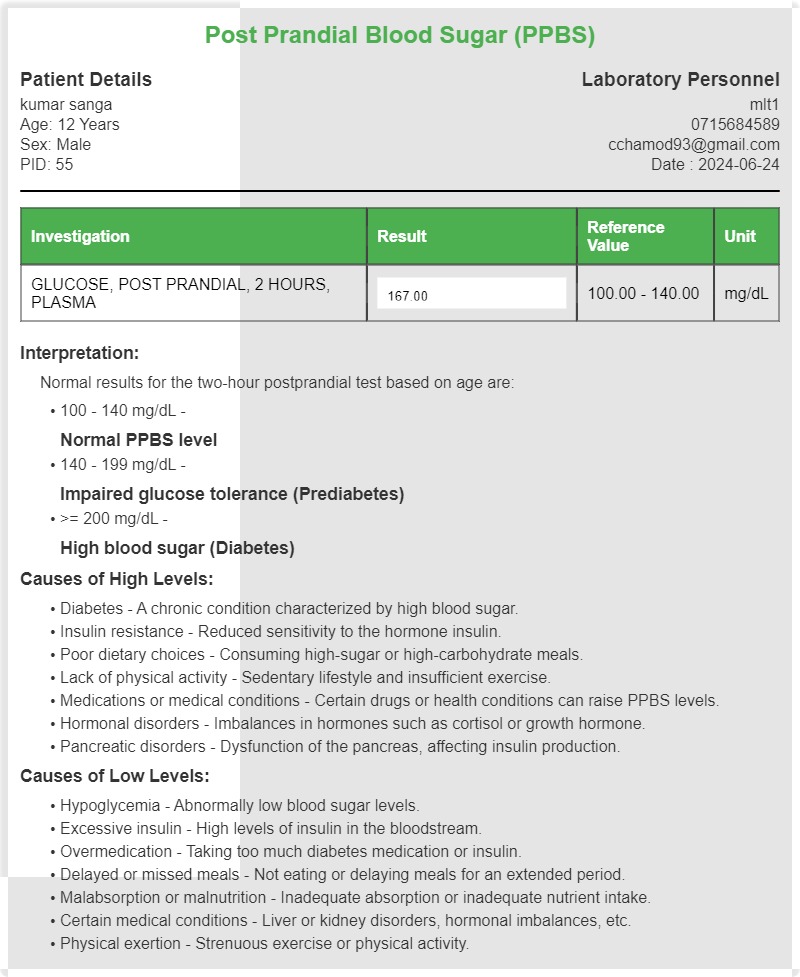 Post Prandial Blood Sugar (PPBS)
Patient Details
kumar sanga
Age: 12 Years
Sex: Male
PID: 55
Laboratory Personnel
mlt1
0715684589
cchamod93@gmail.com
Date : 2024-06-24
Investigation Result Reference Value Unit
GLUCOSE, POST PRANDIAL, 2 HOURS, PLASMA 167.00 100.00 - 140.00 mg/dL
Interpretation:
Normal results for the two-hour postprandial test based on age are:
• 100 - 140 mg/dL -
Normal PPBS level
• 140 - 199 mg/dL -
Impaired glucose tolerance (Prediabetes)
• >= 200 mg/dL -
High blood sugar (Diabetes)
Causes of High Levels:
• Diabetes - A chronic condition characterized by high blood sugar.
• Insulin resistance - Reduced sensitivity to the hormone insulin.
• Poor dietary choices - Consuming high-sugar or high-carbohydrate meals.
• Lack of physical activity - Sedentary lifestyle and insufficient exercise.
• Medications or medical conditions - Certain drugs or health conditions can raise PPBS levels.
• Hormonal disorders - Imbalances in hormones such as cortisol or growth hormone.
• Pancreatic disorders - Dysfunction of the pancreas, affecting insulin production.
Causes of Low Levels:
• Hypoglycemia - Abnormally low blood sugar levels.
• Excessive insulin - High levels of insulin in the bloodstream.
• Overmedication - Taking too much diabetes medication or insulin.
• Delayed or missed meals - Not eating or delaying meals for an extended period.
• Malabsorption or malnutrition - Inadequate absorption or inadequate nutrient intake.
• Certain medical conditions - Liver or kidney disorders, hormonal imbalances, etc.
• Physical exertion - Strenuous exercise or physical activity.